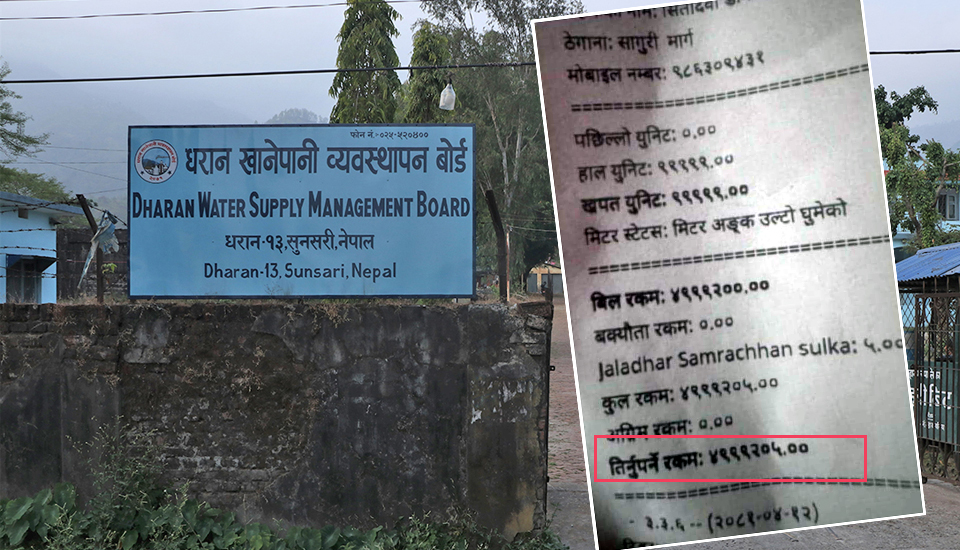 फोन नं.:-०२५-५२०४००
धरान खानेपानी व्यवस्थापन बोर्ड
DHARAN WATER SUPPLY MANAGEMENT BOARD
धरान-१३,सुनसरी,नेपाल
Dharan-13, Sunsari, Nepal
ठेगाना: सागुरी मार्ग
मोबाइल नम्बर: ९८६३०९४३१
पछिल्लो युनिट: ०.००
हाल युनिट: ९९९९९.००
खपत युनिट: ९९९९९.००
मिटर स्टेटस: मिटर अङ्क उल्टो घुमेको
बिल रकम: ४९९९२००.००
बक्यौता रकम: ०.००
Jaladhar Samrachhan sulka: ५.००
कुल रकम: ४९९९२०५.००
अग्रिम रकम: ०.००
तिर्नुपर्ने रकम: ४९९९२०५.००
- ३.३.६ -- (२०८१-०४-१२)